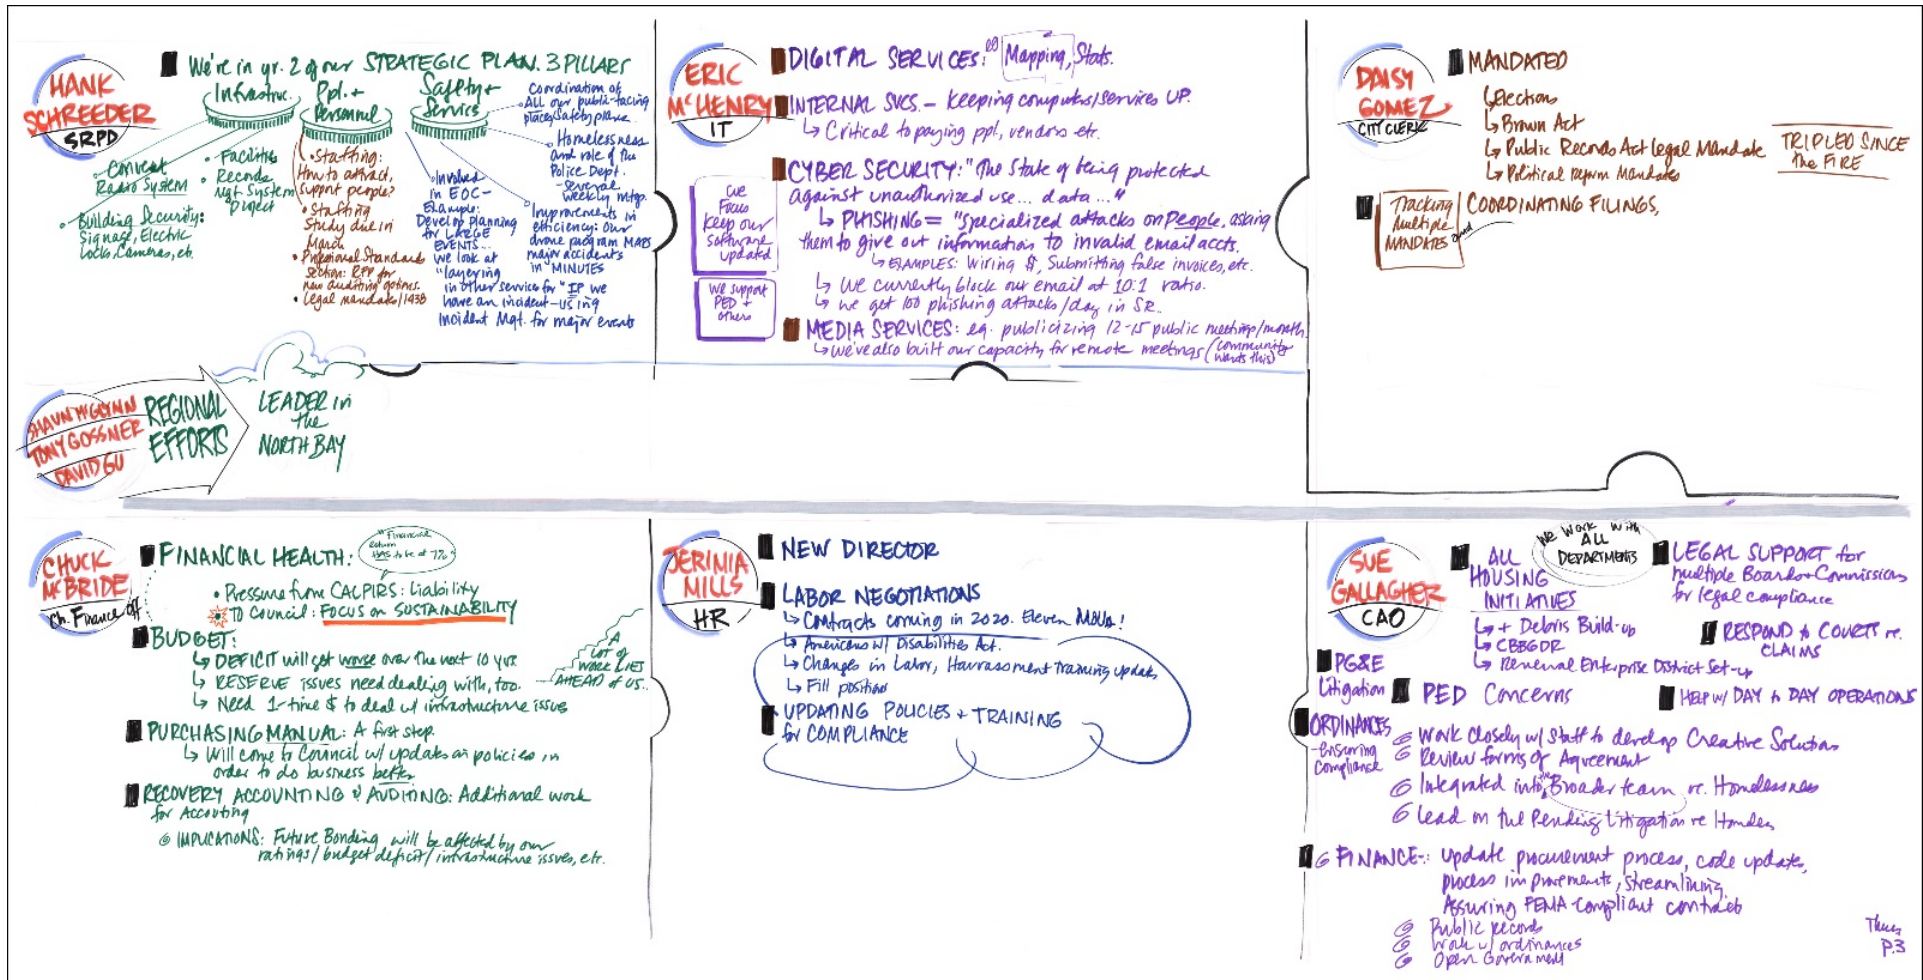 HANK
SCHREEDER
SRPD
We're in yr. 2 of our STRATEGIC PLAN. 3 PILLARS
Infrastruc.
Ppl. +
Personnel
Safety +
Service
• Convert
Radio System
• Building Security:
Signage, Electric
Locks, Cameras, etc.
• Facilities
• Records
Mgt System
Project
• Staffing:
How to attract,
support people?
• Staffing
Study due in
March
• Professional Standards
section: RFP for
new auditing options.
• Legal mandates/1438
• Involved
in EOC-
Example:
Develop planning
for LARGE
EVENTS...
we look at
"layering
in other service for "IF we
have an incident - using
Incident Mgt. for major events
• Coordination of
ALL our public-facing
places/safety plans
• Homelessness
and role of the
Police Dept.
- several
weekly mtgs.
• Improvements in
efficiency: Our
drone program MAPS
major accidents
in MINUTES
ERIC
McHENRY
IT
DIGITAL SERVICES: eg Mapping, Stats.
INTERNAL SVCS. - Keeping computers/services UP.
↳ Critical to paying ppl, vendors etc.
CYBER SECURITY: "The State of being protected
against unauthorized use... data..."
↳ PHISHING = "specialized attacks on People, asking
them to give out information to invalid email accts.
↳ EXAMPLES: Wiring $, Submitting false invoices, etc.
↳ We currently block our email at 10:1 ratio.
↳ we get 100 phishing attacks/day in SR.
Focus
Keep our
software
updated
We support
PED +
others
MEDIA SERVICES: eg. publicizing 12-15 public meetings/month.
↳ We've also built our capacity for remote meetings (community
wants this)
DAISY
GOMEZ
CITY CLERK
MANDATED
↳ Elections
↳ Brown Act
↳ Public Records Act Legal Mandate
↳ Political Reform Mandates
TRIPLED SINCE
the FIRE
Tracking
Multiple
MANDATES
and
COORDINATING FILINGS,
SHAUN McGLYNN
TONY GOSSNER
DAVID GU
REGIONAL
EFFORTS
LEADER in
the
NORTH BAY
CHUCK
McBRIDE
Ch. Finance Off
FINANCIAL HEALTH:
"Financial
return
HAS to be at 7%"
• Pressure from CALPIRS: Liability
• TO Council: FOCUS on SUSTAINABILITY
BUDGET:
↳ DEFICIT will get worse over the next 10 yrs.
↳ RESERVE issues need dealing with, too.
↳ Need 1-time $ to deal w/ infrastructure issue
A
LOT OF
WORK LIES
AHEAD of US...
PURCHASING MANUAL: A first step.
↳ Will come to Council w/ updates on policies in
order to do business better
RECOVERY ACCOUNTING & AUDITING: Additional work
for Accouting
IMPLICATIONS: Future Bonding will be affected by our
ratings/budget deficit/infrastructure issues, etc.
JERIMIA
MILLS
HR
NEW DIRECTOR
LABOR NEGOTIATIONS
↳ Contracts coming in 2020. Eleven MOUs!
↳ Americans w/ Disabilities Act.
↳ Changes in Labor, Harrassment training update
↳ Fill position
UPDATING POLICIES + TRAINING
for COMPLIANCE
SUE
GALLAGHER
CAO
ALL
HOUSING
INITIATIVES
↳ + Debris Build-up
↳ CBBGDR
↳ Renewal Enterprise District Set-up
We work with
ALL
DEPARTMENTS
LEGAL SUPPORT for
multiple Boards + Commissions
for legal compliance
RESPOND to COURTS re.
CLAIMS
PG&E
Litigation
PED Concerns
HELP w/ DAY to DAY OPERATIONS
ORDINANCES
- ensuring
Compliance
Work closely w/ Staff to develop Creative Solutions
Review forms of Agreement
Integrated into the Broader team re. Homelessness
Lead on the Pending Litigation re
FINANCE-: update procurement process, code update,
process improvements, streamlining.
Assuring FEMA-compliant contracts
Public records
Work w/ ordinances
Open Government
Thurs
P.3